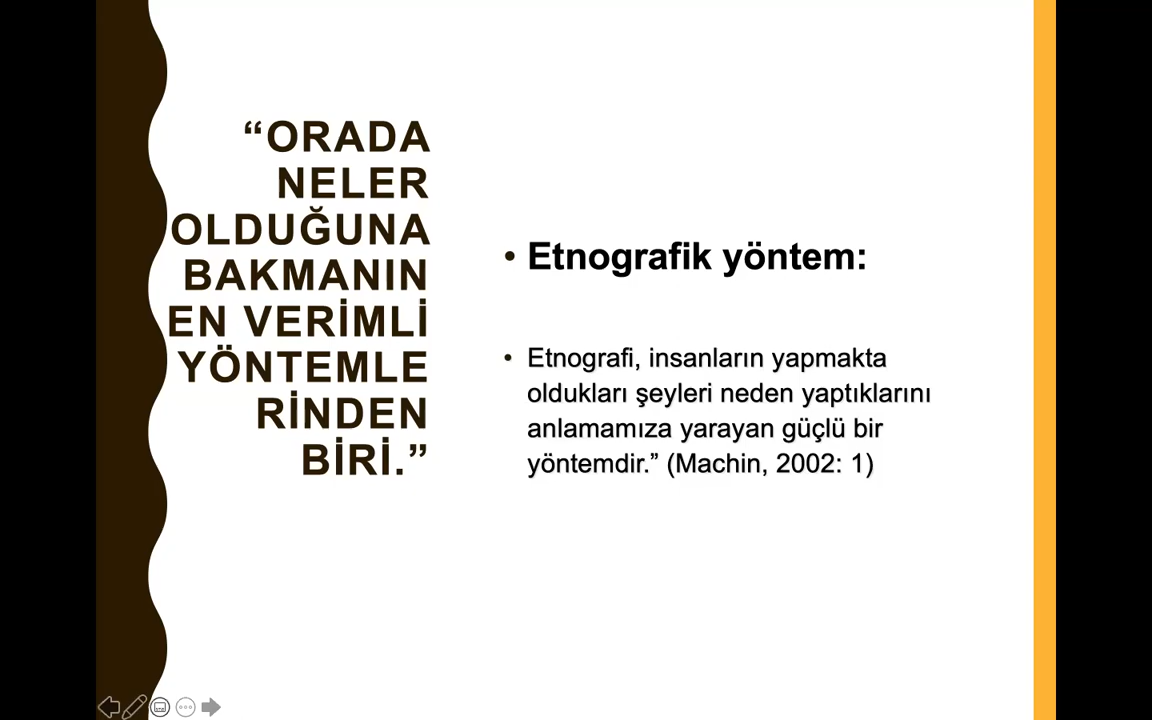 “ORADA
NELER
OLDUĞUNA
BAKMANIN
EN VERİMLİ
YÖNTEMLE
RİNDEN
BİRİ.”
• Etnografik yöntem:
• Etnografi, insanların yapmakta
oldukları şeyleri neden yaptıklarını
anlamamıza yarayan güçlü bir
yöntemdir.” (Machin, 2002: 1)